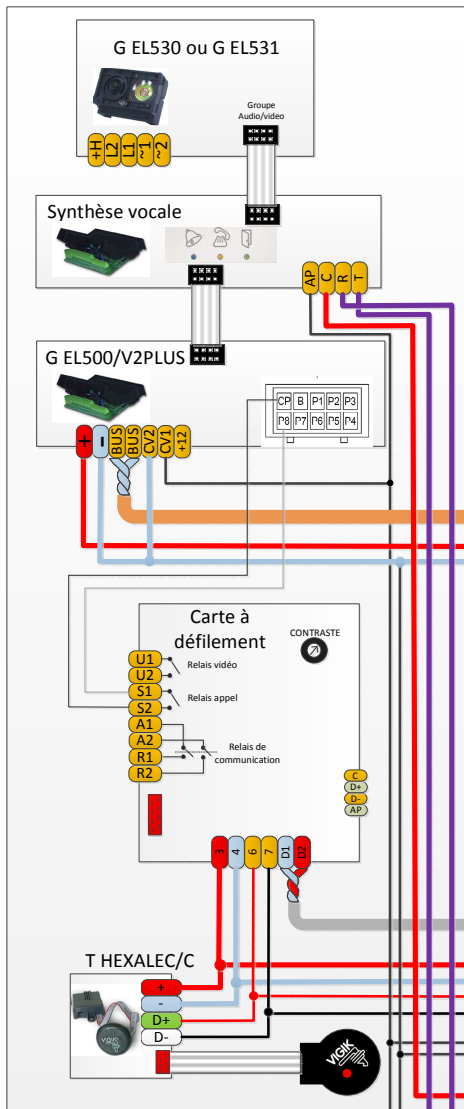 G EL530 ou G EL531
Groupe
Audio/video
+H
L2
L1
~1
~2
Synthèse vocale
AP
C
R
T
G EL500/V2PLUS
CP B P1 P2 P3
P8 P7 P6 P5 P4
+
-
BUS
BUS
CV2
CV1
+12
Carte à
défilement
CONTRASTE
U1
Relais vidéo
U2
S1
Relais appel
S2
A1
A2
Relais de
communication
R1
R2
C
D+
D-
AP
3
4
6
7
D1
D2
T HEXALEC/C
+
-
D+
D-
VIGIK
VIGIK